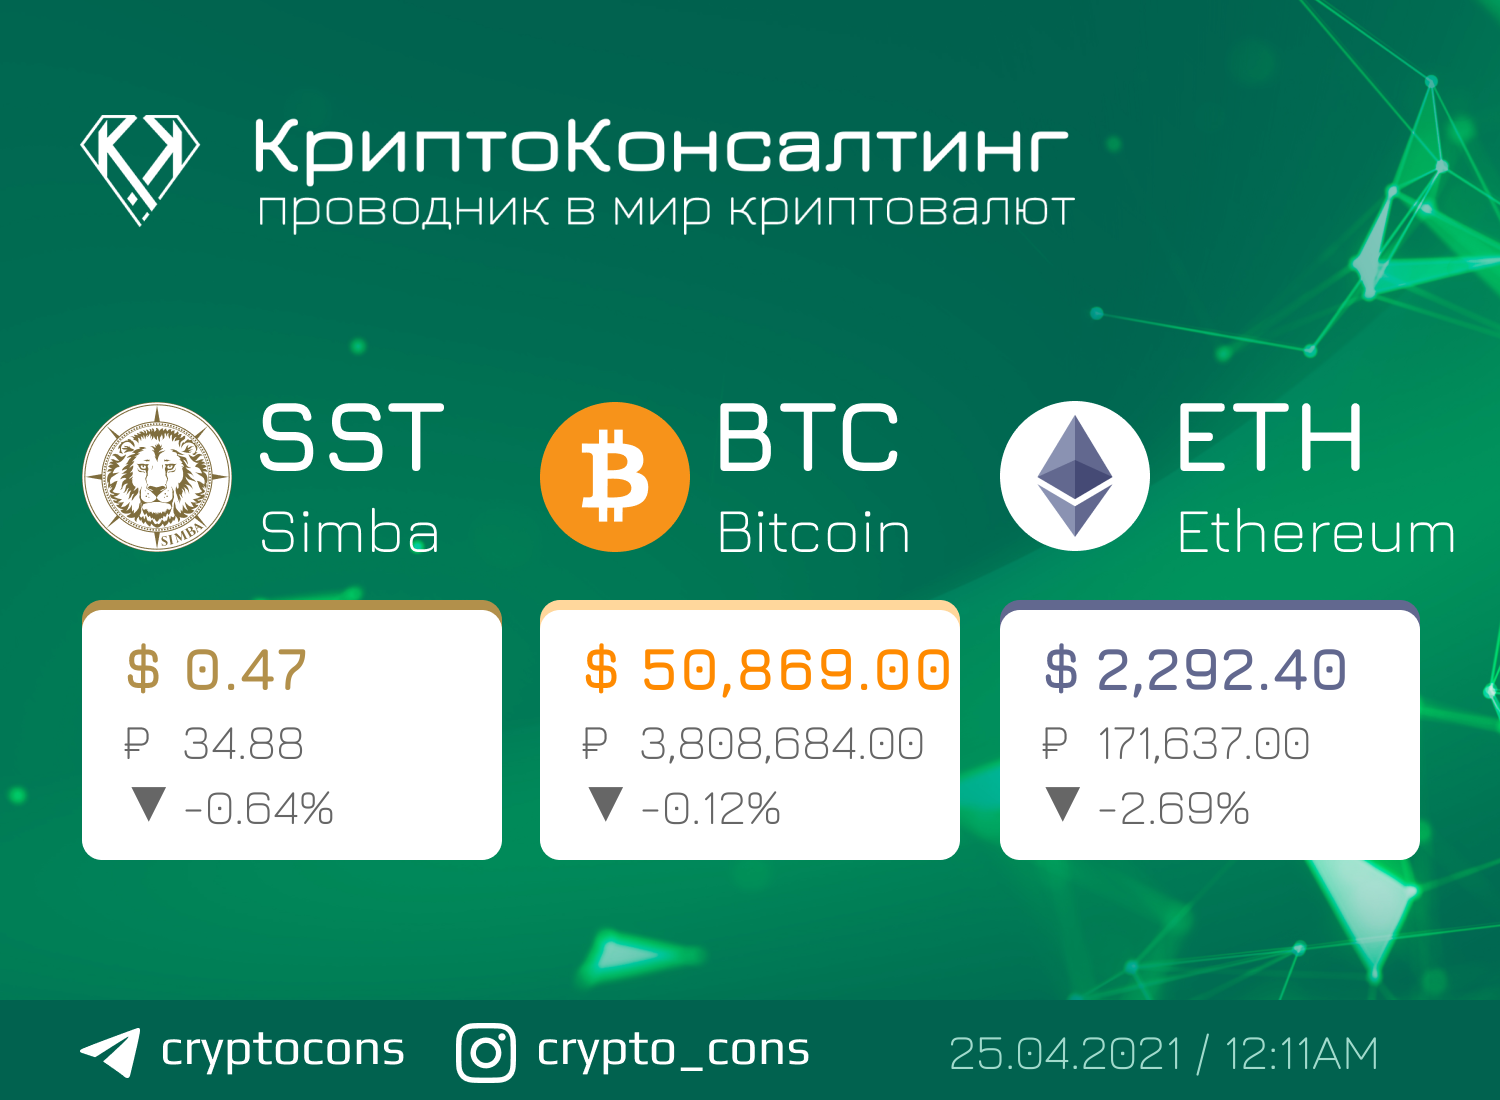 КриптоКонсалтинг
проводник в мир криптовалют
SST
Simba
SIMBA
BTC
Bitcoin
ETH
Ethereum
$ 0.47
₽ 34.88
▼ -0.64%
$ 50,869.00
₽ 3,808,684.00
▼ -0.12%
$ 2,292.40
₽ 171,637.00
▼ -2.69%
cryptocons
crypto_cons
25.04.2021 / 12:11AM